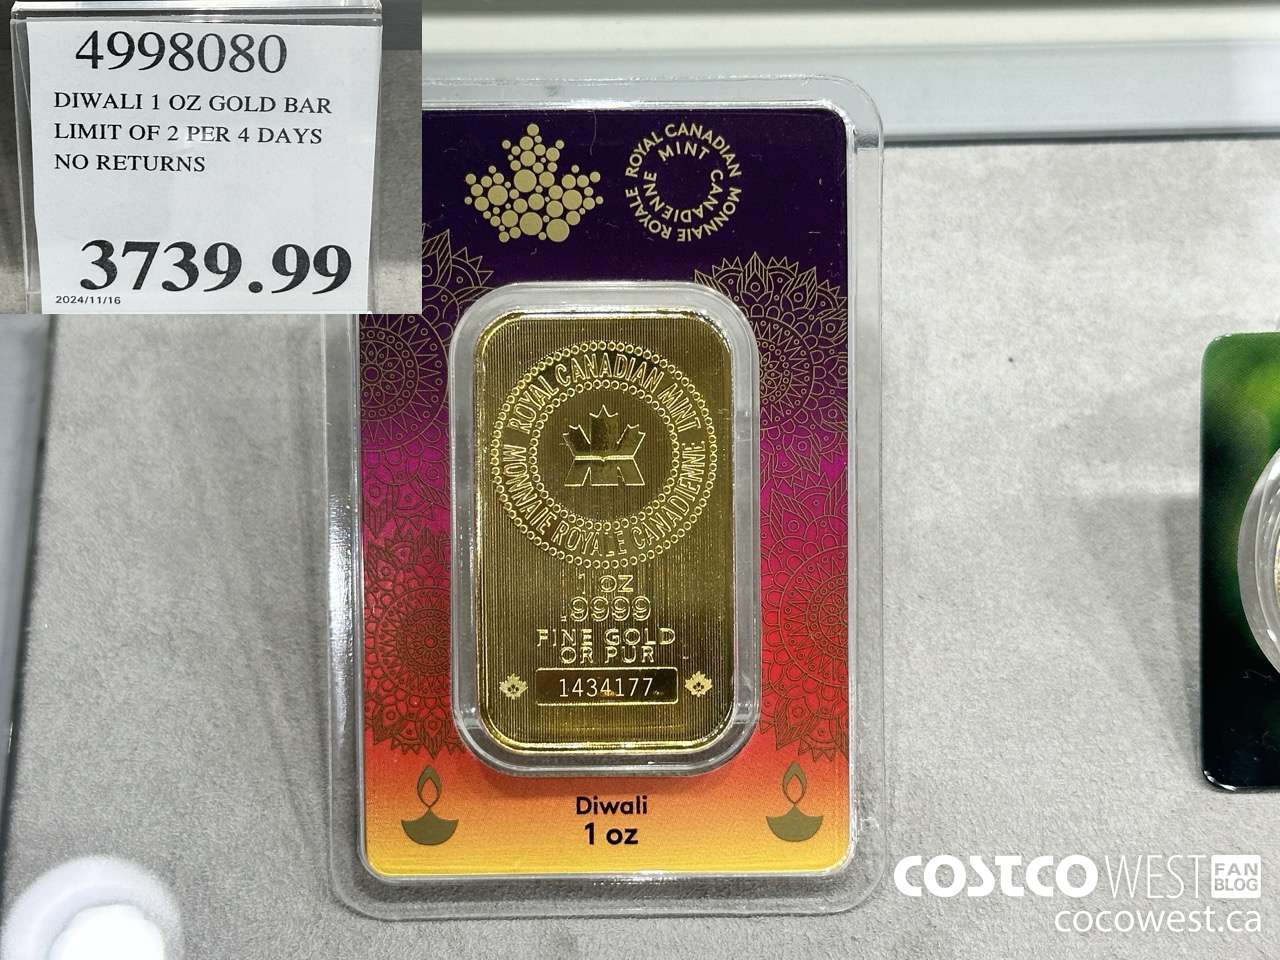 4998080
DIWALI 1 OZ GOLD BAR
LIMIT OF 2 PER 4 DAYS
NO RETURNS
3739.99
2024/11/16
ROYAL CANADIAN MINT
MONNAIE ROYALE CANADIENNE
ROYAL CANADIAN MINT
MONNAIE ROYALE CANADIENNE
1 OZ
.9999
FINE GOLD
OR PUR
1434177
Diwali
1 oz
COSTCO WEST FAN BLOG
cocowest.ca